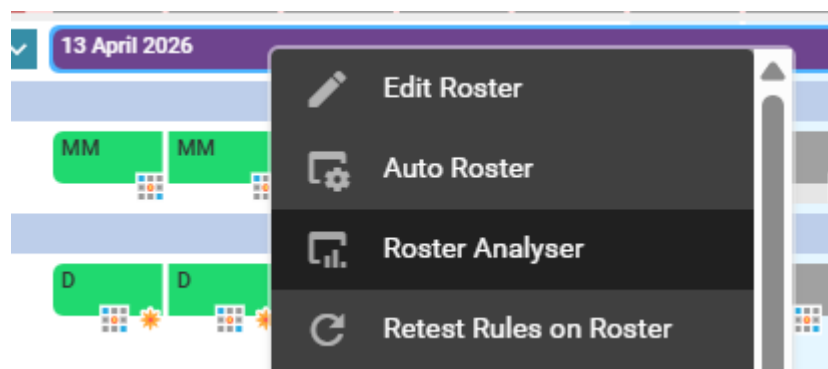 13 April 2026
Edit Roster
MM MM
Auto Roster
Roster Analyser
D D
Retest Rules on Roster